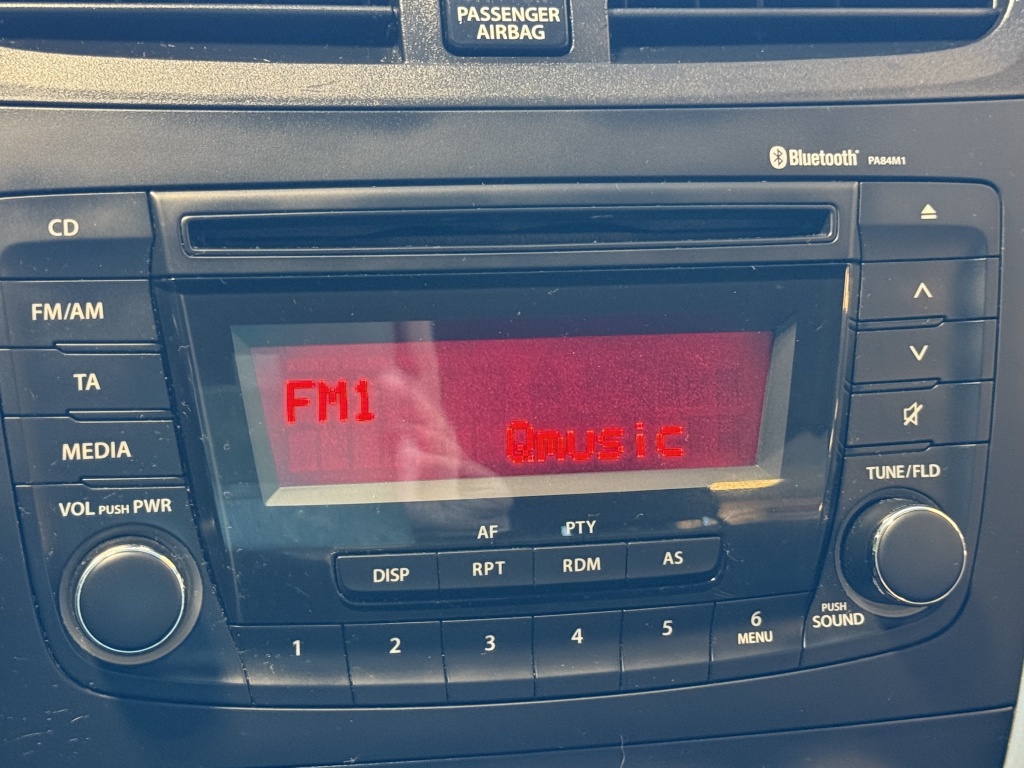 PASSENGER
AIRBAG
Bluetooth® PA84M1
CD
FM/AM
TA
MEDIA
VOL PUSH PWR
FM1
Qmusic
TUNE/FLD
AF PTY
DISP RPT RDM AS
PUSH
SOUND
1 2 3 4 5 6
MENU